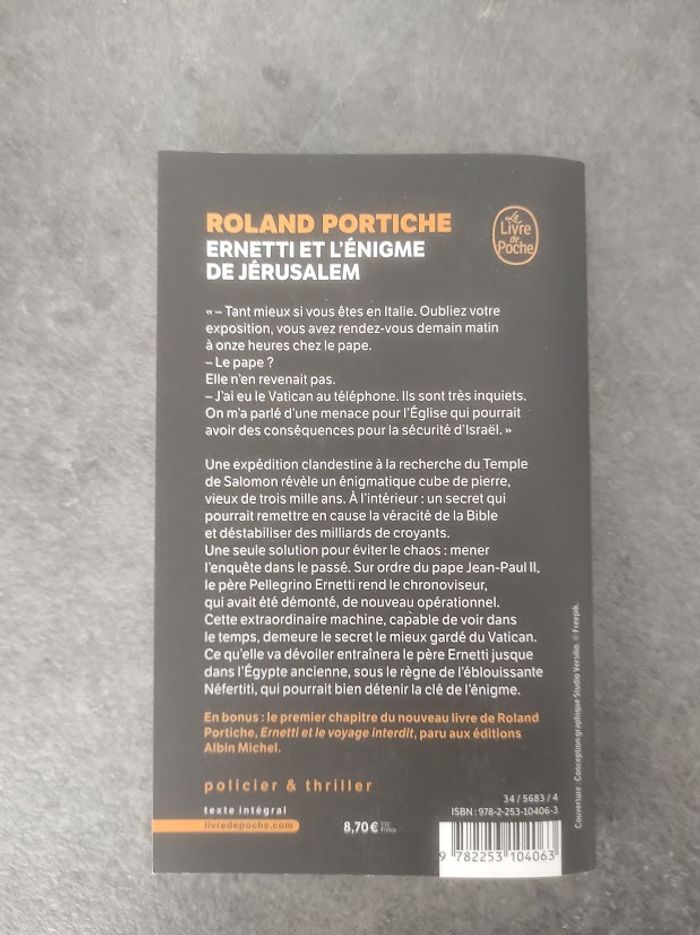 ROLAND PORTICHE
ERNETTI ET L'ÉNIGME
DE JÉRUSALEM
Le
Livre
de
Poche
« – Tant mieux si vous êtes en Italie. Oubliez votre
exposition, vous avez rendez-vous demain matin
à onze heures chez le pape.
– Le pape ?
Elle n'en revenait pas.
– J'ai eu le Vatican au téléphone. Ils sont très inquiets.
On m'a parlé d'une menace pour l'Église qui pourrait
avoir des conséquences pour la sécurité d'Israël. »
Une expédition clandestine à la recherche du Temple
de Salomon révèle un énigmatique cube de pierre,
vieux de trois mille ans. À l'intérieur : un secret qui
pourrait remettre en cause la véracité de la Bible
et déstabiliser des milliards de croyants.
Une seule solution pour éviter le chaos : mener
l'enquête dans le passé. Sur ordre du pape Jean-Paul II,
le père Pellegrino Ernetti rend le chronoviseur,
qui avait été démonté, de nouveau opérationnel.
Cette extraordinaire machine, capable de voir dans
le temps, demeure le secret le mieux gardé du Vatican.
Ce qu'elle va dévoiler entraînera le père Ernetti jusque
dans l'Égypte ancienne, sous le règne de l'éblouissante
Néfertiti, qui pourrait bien détenir la clé de l'énigme.
En bonus : le premier chapitre du nouveau livre de Roland
Portiche, Ernetti et le voyage interdit, paru aux éditions
Albin Michel.
policier & thriller
texte intégral
livredepoche.com
8,70 € TTC
France
34 / 5683 / 4
ISBN : 978-2-253-10406-3
9 782253 104063
Couverture : Conception graphique Studio Versilio. © Freepik.